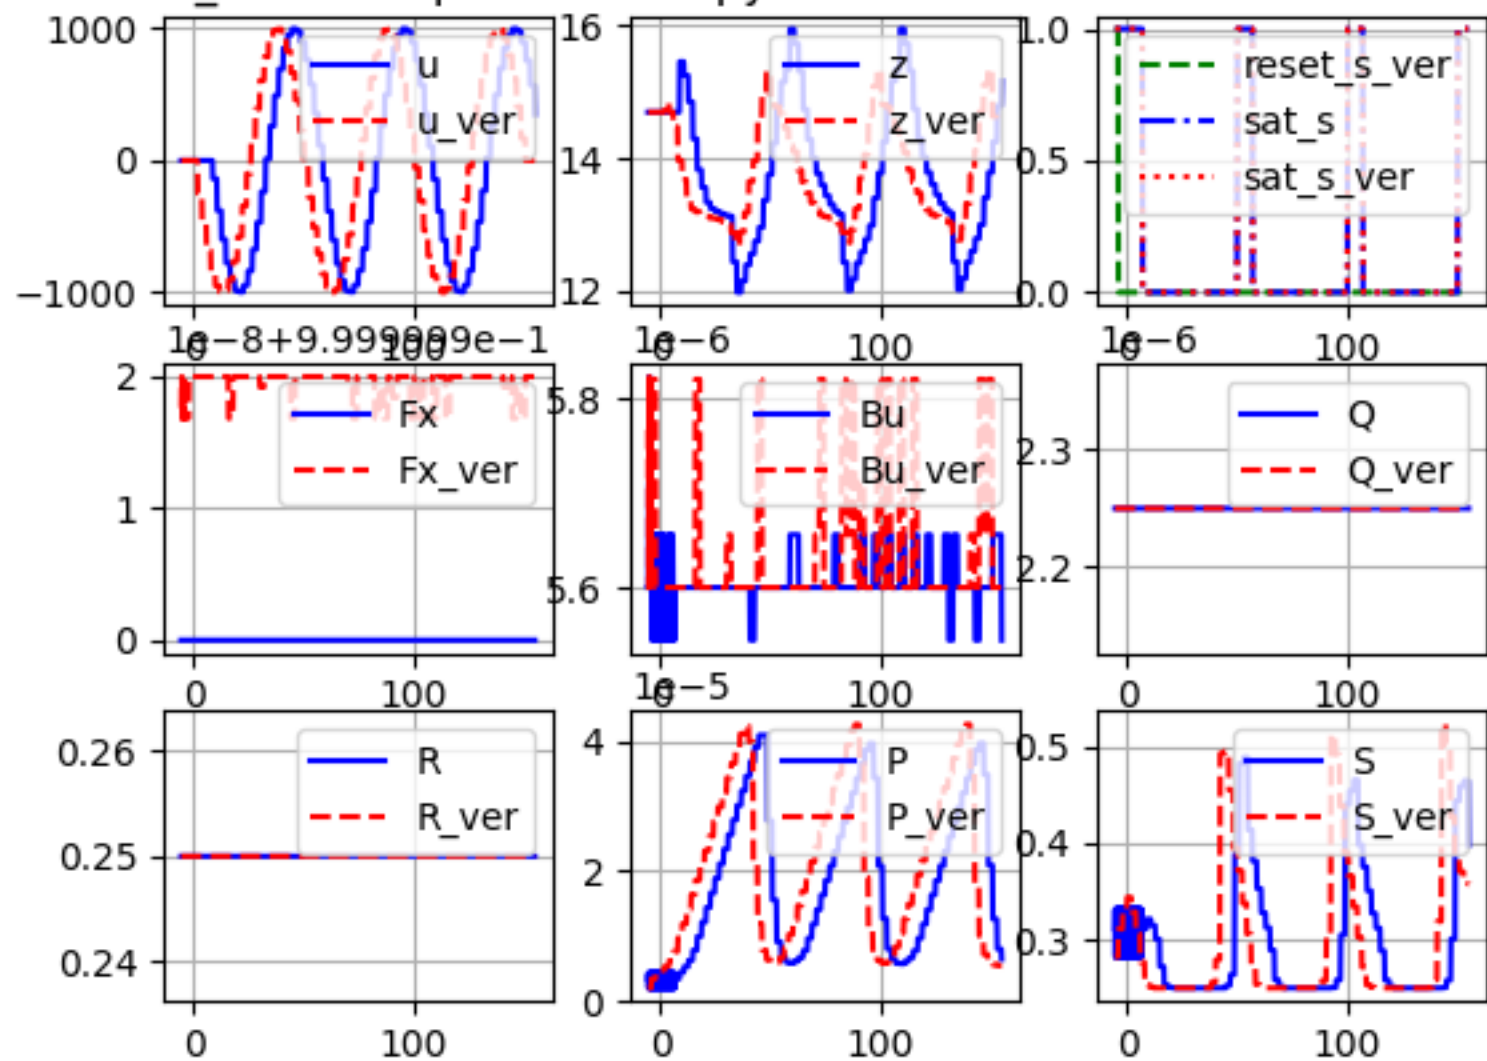 1000
0
−1000
0
100
u
u_ver
16
14
12
0
100
z
z_ver
1.0
0.5
0.0
0
100
reset_s_ver
sat_s
sat_s_ver
1e−8+9.999999e−1
2
1
0
0
100
Fx
Fx_ver
1e−6
5.8
5.6
0
100
Bu
Bu_ver
1e−6
2.3
2.2
0
100
Q
Q_ver
0.26
0.25
0.24
0
100
R
R_ver
1e−5
4
2
0
0
100
P
P_ver
0.5
0.4
0.3
0
100
S
S_ver